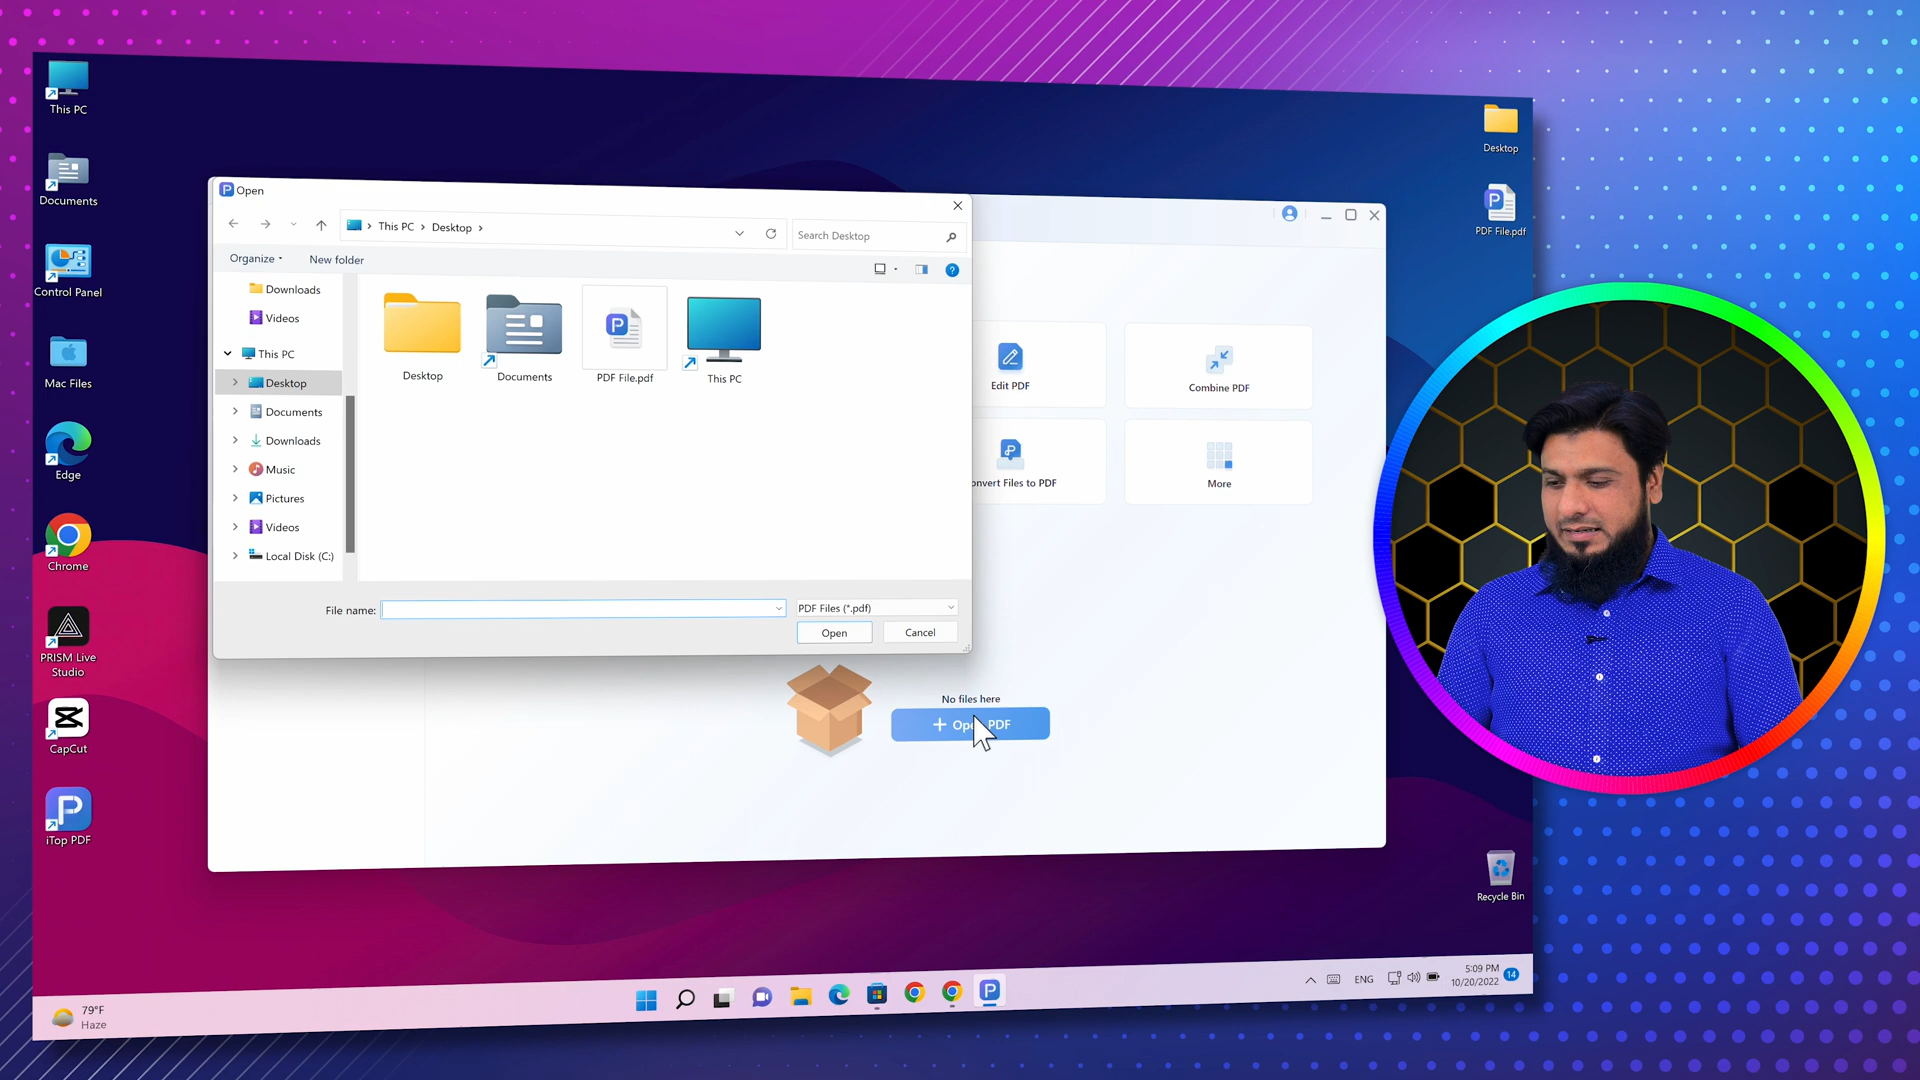 This PC
Documents
Control Panel
Mac Files
Edge
Chrome
PRISM Live
Studio
CapCut
iTop PDF
Desktop
PDF File.pdf
Recycle Bin
Open
This PC
Desktop
Search Desktop
Organize
New folder
Downloads
Videos
This PC
Desktop
Documents
Downloads
Music
Pictures
Videos
Local Disk (C:)
Desktop
Documents
PDF File.pdf
This PC
File name:
PDF Files (*.pdf)
Open
Cancel
Edit PDF
Combine PDF
onvert Files to PDF
More
No files here
PDF
79°F
Haze
ENG
5:09 PM
10/20/2022
14